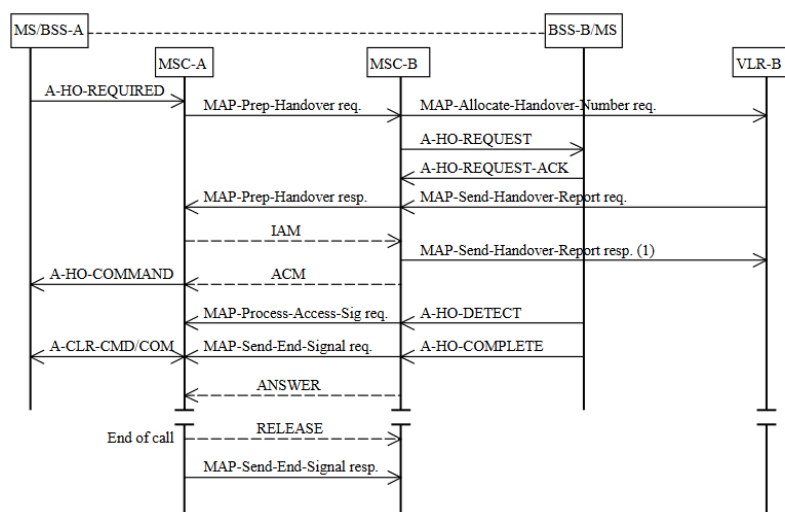 MS/BSS-A
BSS-B/MS
MSC-A
MSC-B
VLR-B
A-HO-REQUIRED
MAP-Prep-Handover req.
MAP-Allocate-Handover-Number req.
A-HO-REQUEST
A-HO-REQUEST-ACK
MAP-Prep-Handover resp.
MAP-Send-Handover-Report req.
IAM
MAP-Send-Handover-Report resp. (1)
A-HO-COMMAND
ACM
MAP-Process-Access-Sig req.
A-HO-DETECT
A-CLR-CMD/COM
MAP-Send-End-Signal req.
A-HO-COMPLETE
ANSWER
End of call
RELEASE
MAP-Send-End-Signal resp.